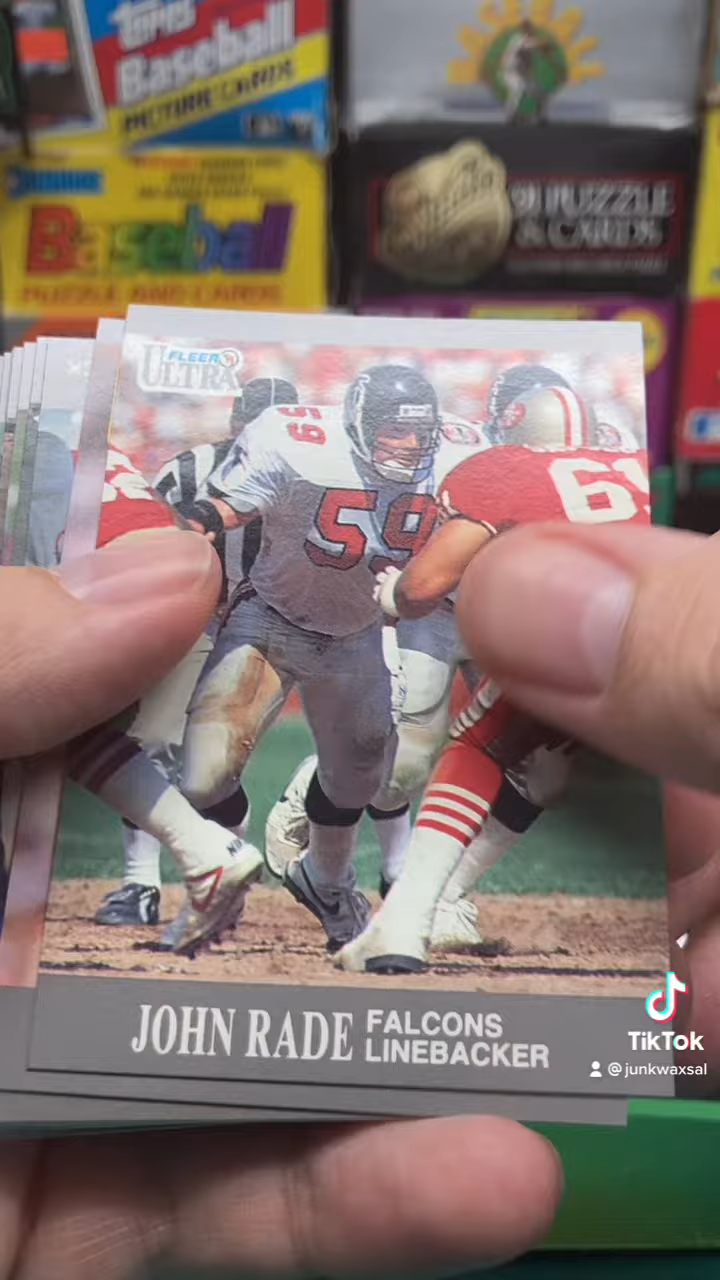 Topps
Baseball
PICTURE CARDS
Baseball
PUZZLE AND CARDS
PUZZLE
& CARDS
FLEER
ULTRA
59
59
JOHN RADE
FALCONS
LINEBACKER
TikTok
@junkwaxsal